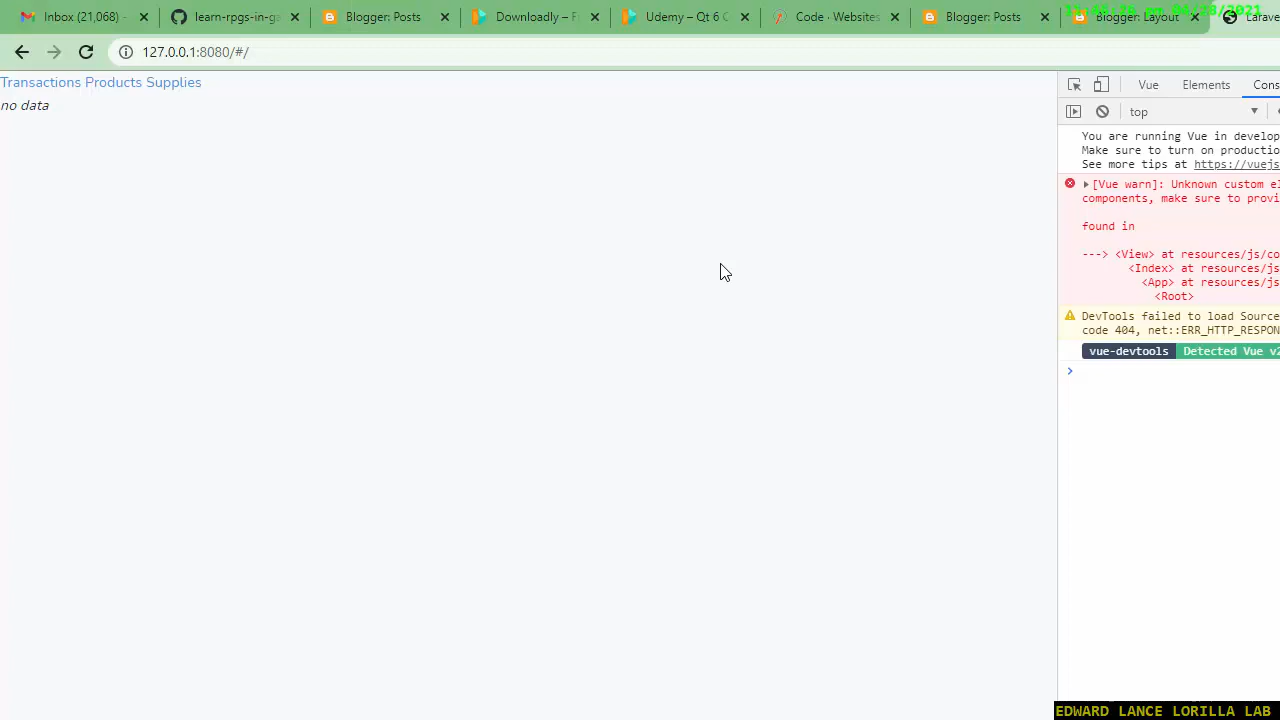 Inbox (21,068)
learn-rpgs-in-ga
Blogger: Posts
Downloadly – F
Udemy – Qt 6 C
Code · Websites
Blogger: Posts
Blogger: Layout
Larave
127.0.0.1:8080/#/
Transactions Products Supplies
no data
Vue Elements Cons
top
You are running Vue in develop
Make sure to turn on productio
See more tips at https://vuejs
[Vue warn]: Unknown custom el
components, make sure to provi
found in
---> <View> at resources/js/co
<Index> at resources/js
<App> at resources/js
<Root>
DevTools failed to load Source
code 404, net::ERR_HTTP_RESPON
vue-devtools Detected Vue v2
>
EDWARD LANCE LORILLA LAB